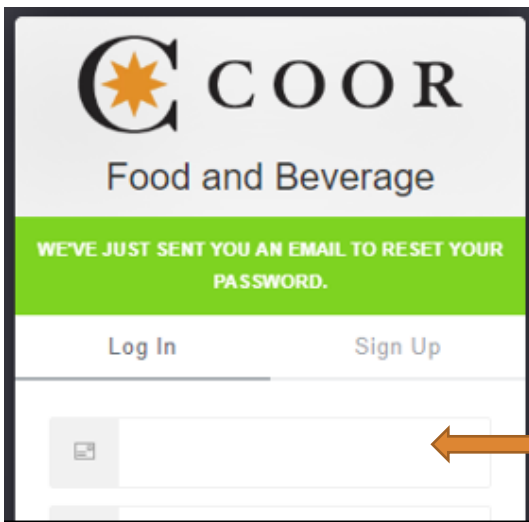 COOR
Food and Beverage
WE'VE JUST SENT YOU AN EMAIL TO RESET YOUR
PASSWORD.
Log In Sign Up